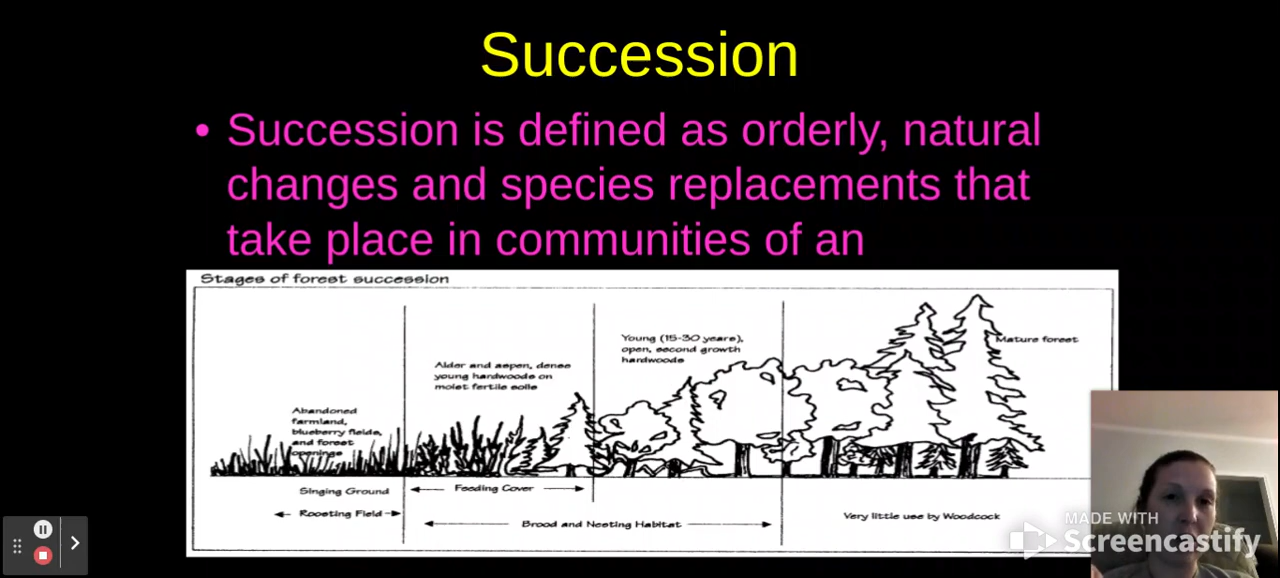 Succession
• Succession is defined as orderly, natural
changes and species replacements that
take place in communities of an
Stages of forest succession
Mature forest
Young (15-30 years),
open, second growth
hardwoods
Alder and aspen, dense
young hardwoods on
moist fertile soils
Abandoned
farmland,
blueberry fields,
and forest
openings
Singing Ground
Feeding Cover
Roosting Field
Brood and Nesting Habitat
Very little use by Woodcock
MADE WITH
Screencastify